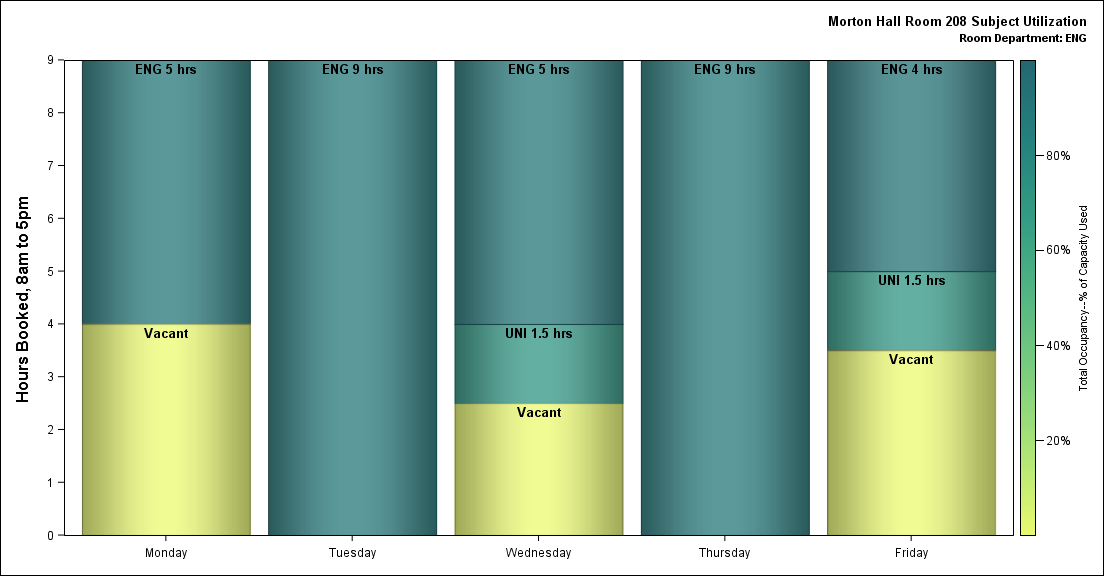 Morton Hall Room 208 Subject Utilization
Room Department: ENG
Hours Booked, 8am to 5pm
9
8
7
6
5
4
3
2
1
0
ENG 5 hrs
Vacant
ENG 9 hrs
ENG 5 hrs
UNI 1.5 hrs
Vacant
ENG 9 hrs
ENG 4 hrs
UNI 1.5 hrs
Vacant
Monday
Tuesday
Wednesday
Thursday
Friday
80%
60%
40%
20%
Total Occupancy--% of Capacity Used